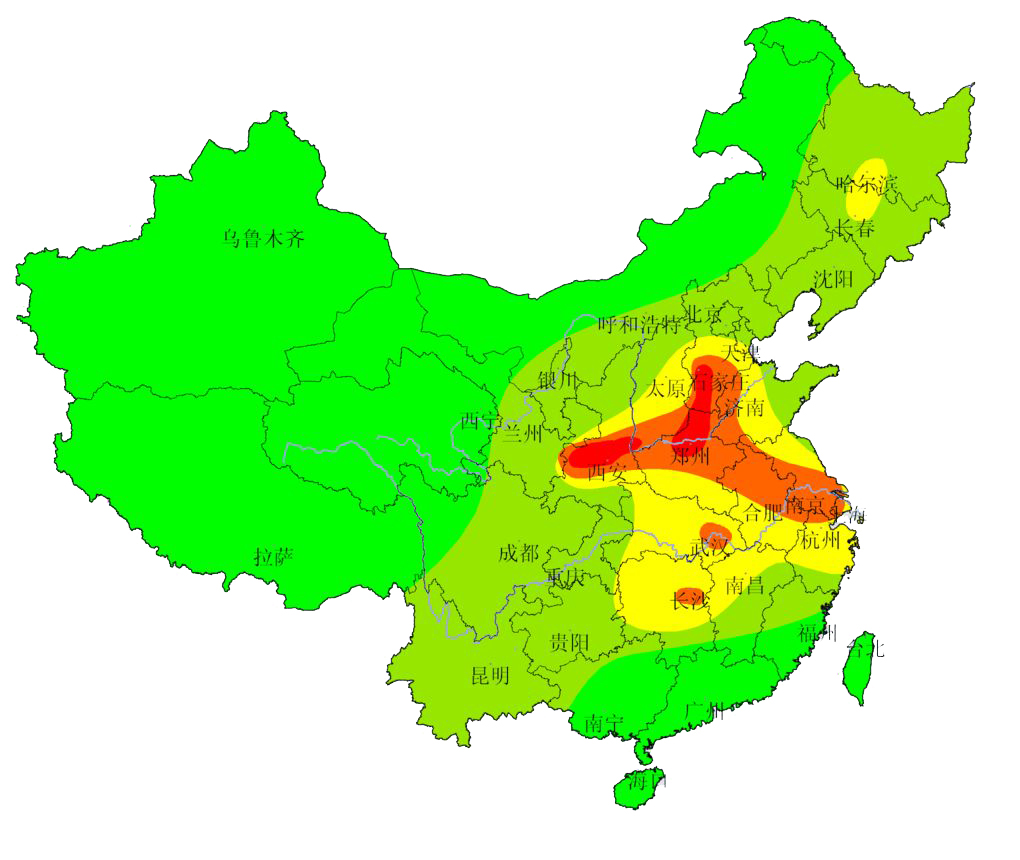 哈尔滨
长春
乌鲁木齐
沈阳
北京
呼和浩特
天津
银川
太原
石家庄
济南
西宁
兰州
郑州
西安
南京
合肥
上海
杭州
武汉
成都
拉萨
重庆
南昌
长沙
福州
贵阳
台北
昆明
广州
南宁
海口